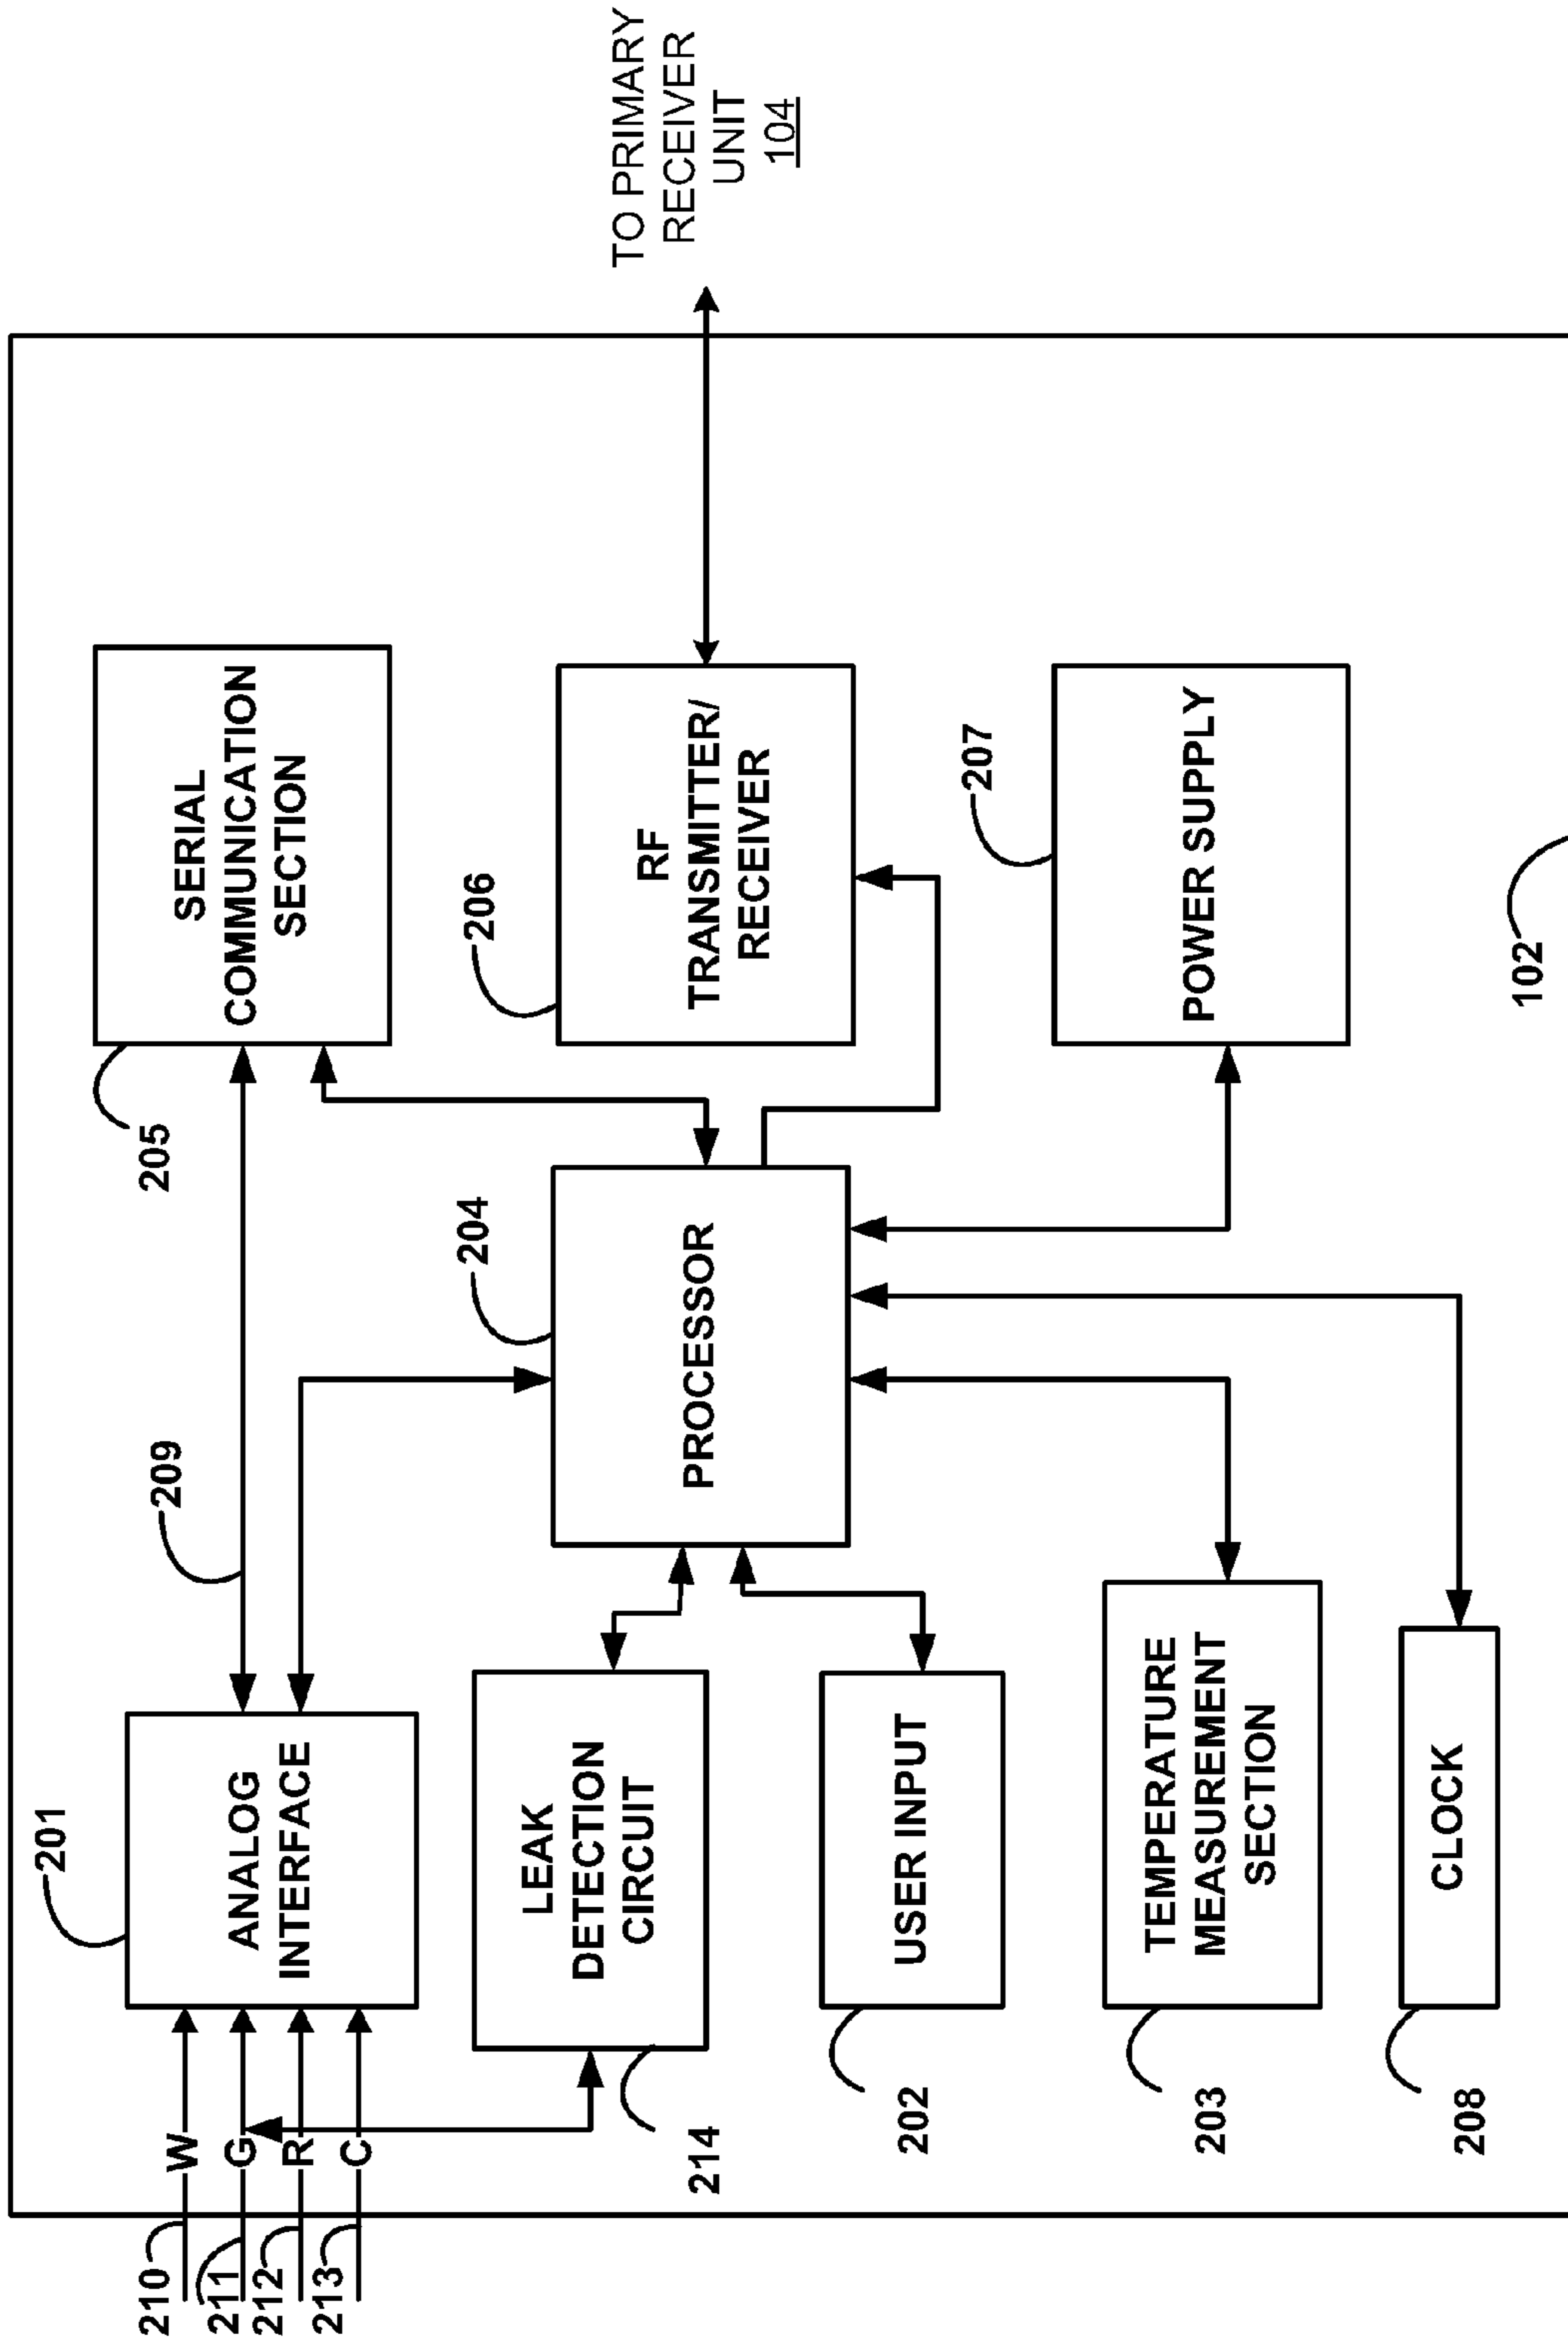 210
W
211
G
212
R
213
C
201
ANALOG
INTERFACE
209
205
SERIAL
COMMUNICATION
SECTION
214
LEAK
DETECTION
CIRCUIT
204
PROCESSOR
206
RF
TRANSMITTER/
RECEIVER
TO PRIMARY
RECEIVER
UNIT
104
202
USER INPUT
203
TEMPERATURE
MEASUREMENT
SECTION
207
POWER SUPPLY
208
CLOCK
102